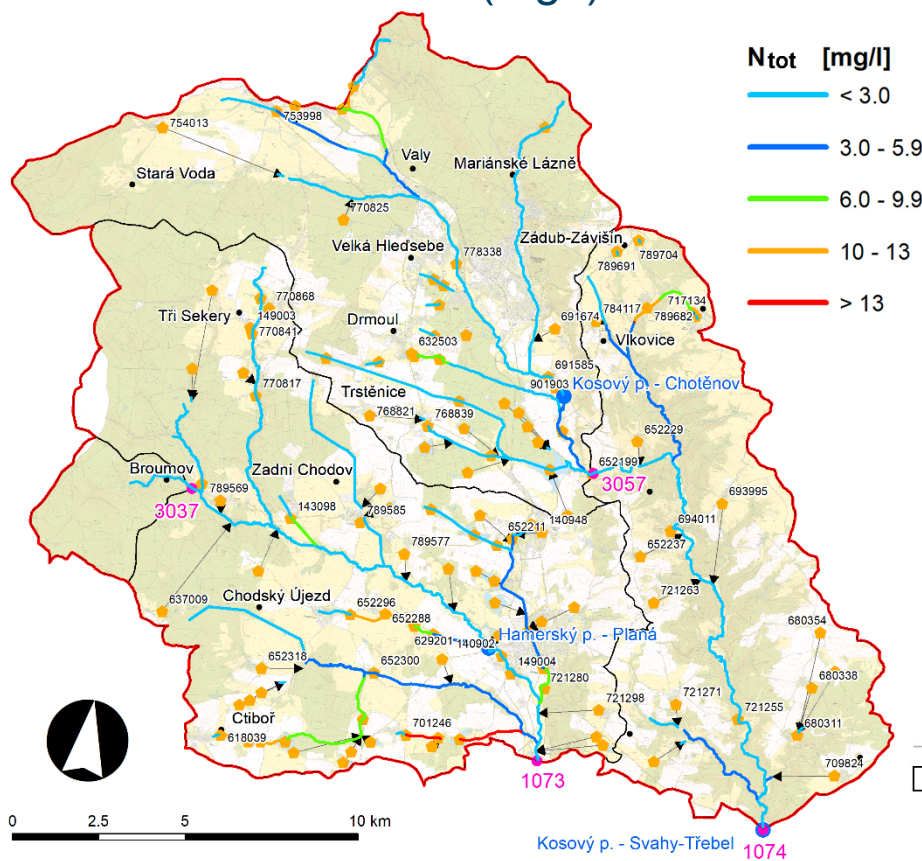 N tot [mg/l]
< 3.0
3.0 - 5.9
6.0 - 9.9
10 - 13
> 13
754013
753998
Valy
Mariánské Lázně
Stará Voda
770825
Velká Hleďsebe
778338
Zádub-Závišín
789704
789691
770868
149003
Tři Sekery
770841
Drmoul
632503
691674
784117
717134
789682
Vlkovice
770817
Trstěnice
691585
901903
Kosový p. - Chotěnov
768821
768839
652229
652199
Broumov
Zadní Chodov
789569
3037
3057
143098
789585
652211
140948
693995
694011
652237
789577
637009
Chodský Újezd
652296
652288
721263
629201
140902
Hamerský p. - Planá
680354
652318
652300
149004
680338
721280
721298
721271
721255
Ctiboř
618039
701246
680311
709824
1073
0
2.5
5
10 km
Kosový p. - Svahy-Třebel
1074